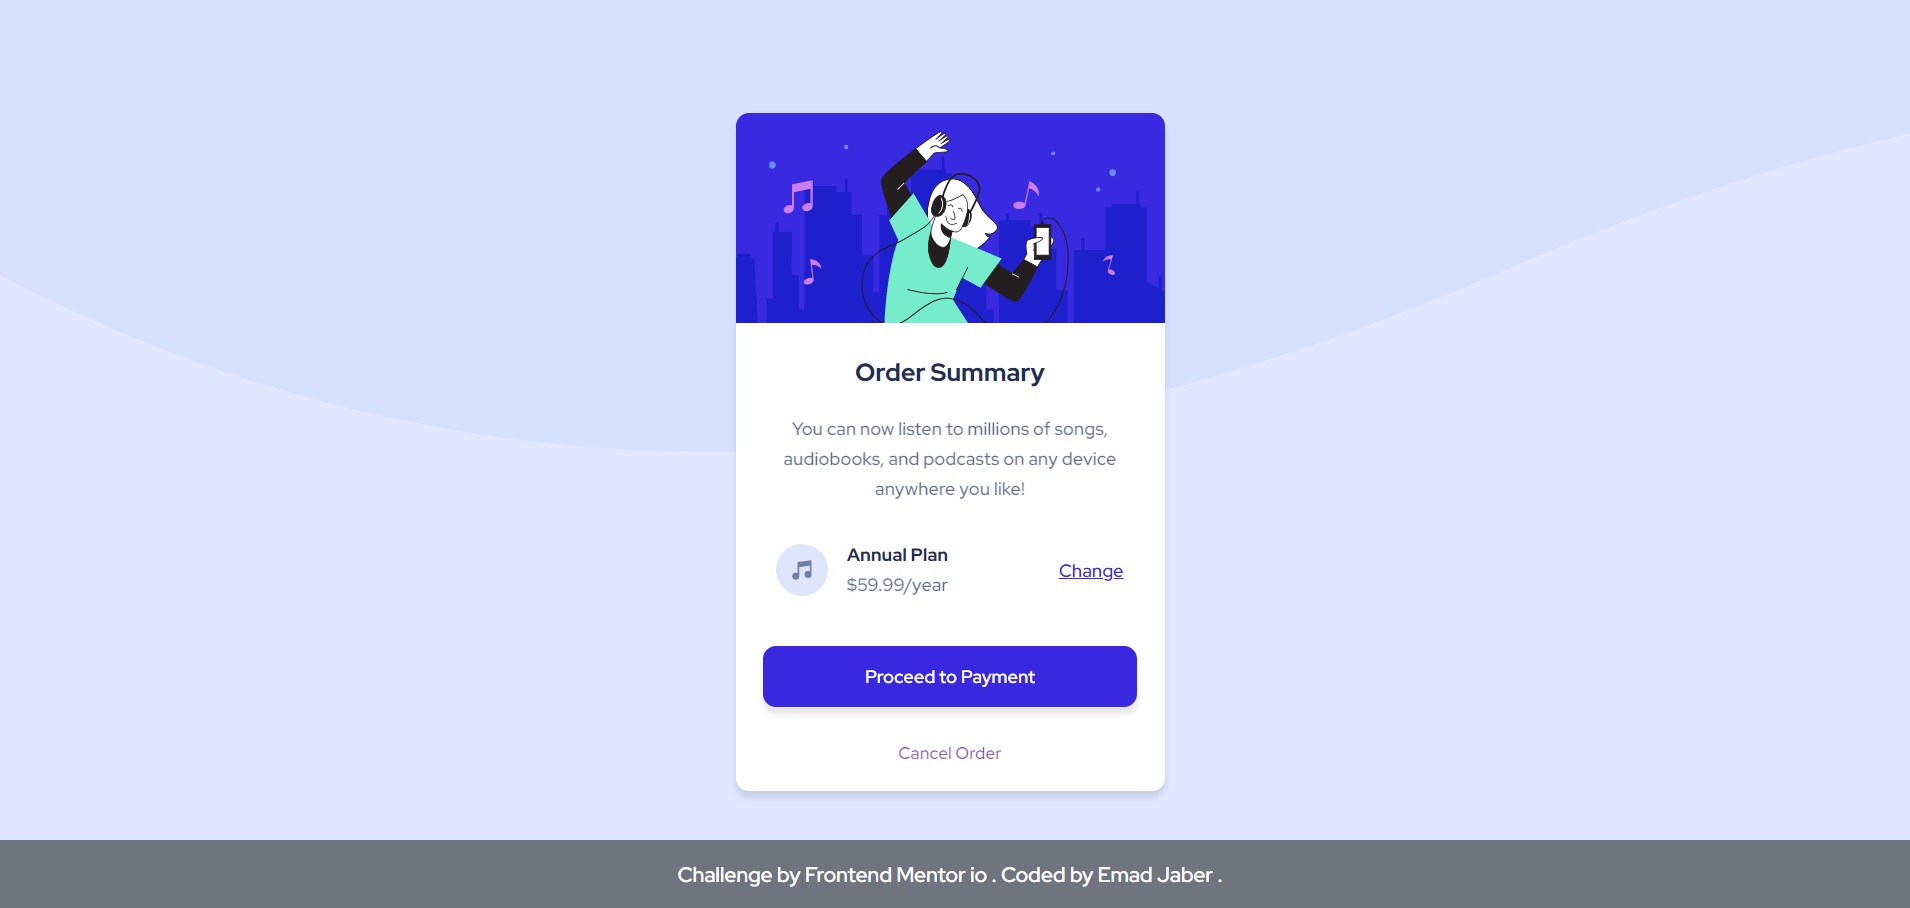 Order Summary
You can now listen to millions of songs,
audiobooks, and podcasts on any device
anywhere you like!
Annual Plan
$59.99/year
Change
Proceed to Payment
Cancel Order
Challenge by Frontend Mentor io . Coded by Emad Jaber .